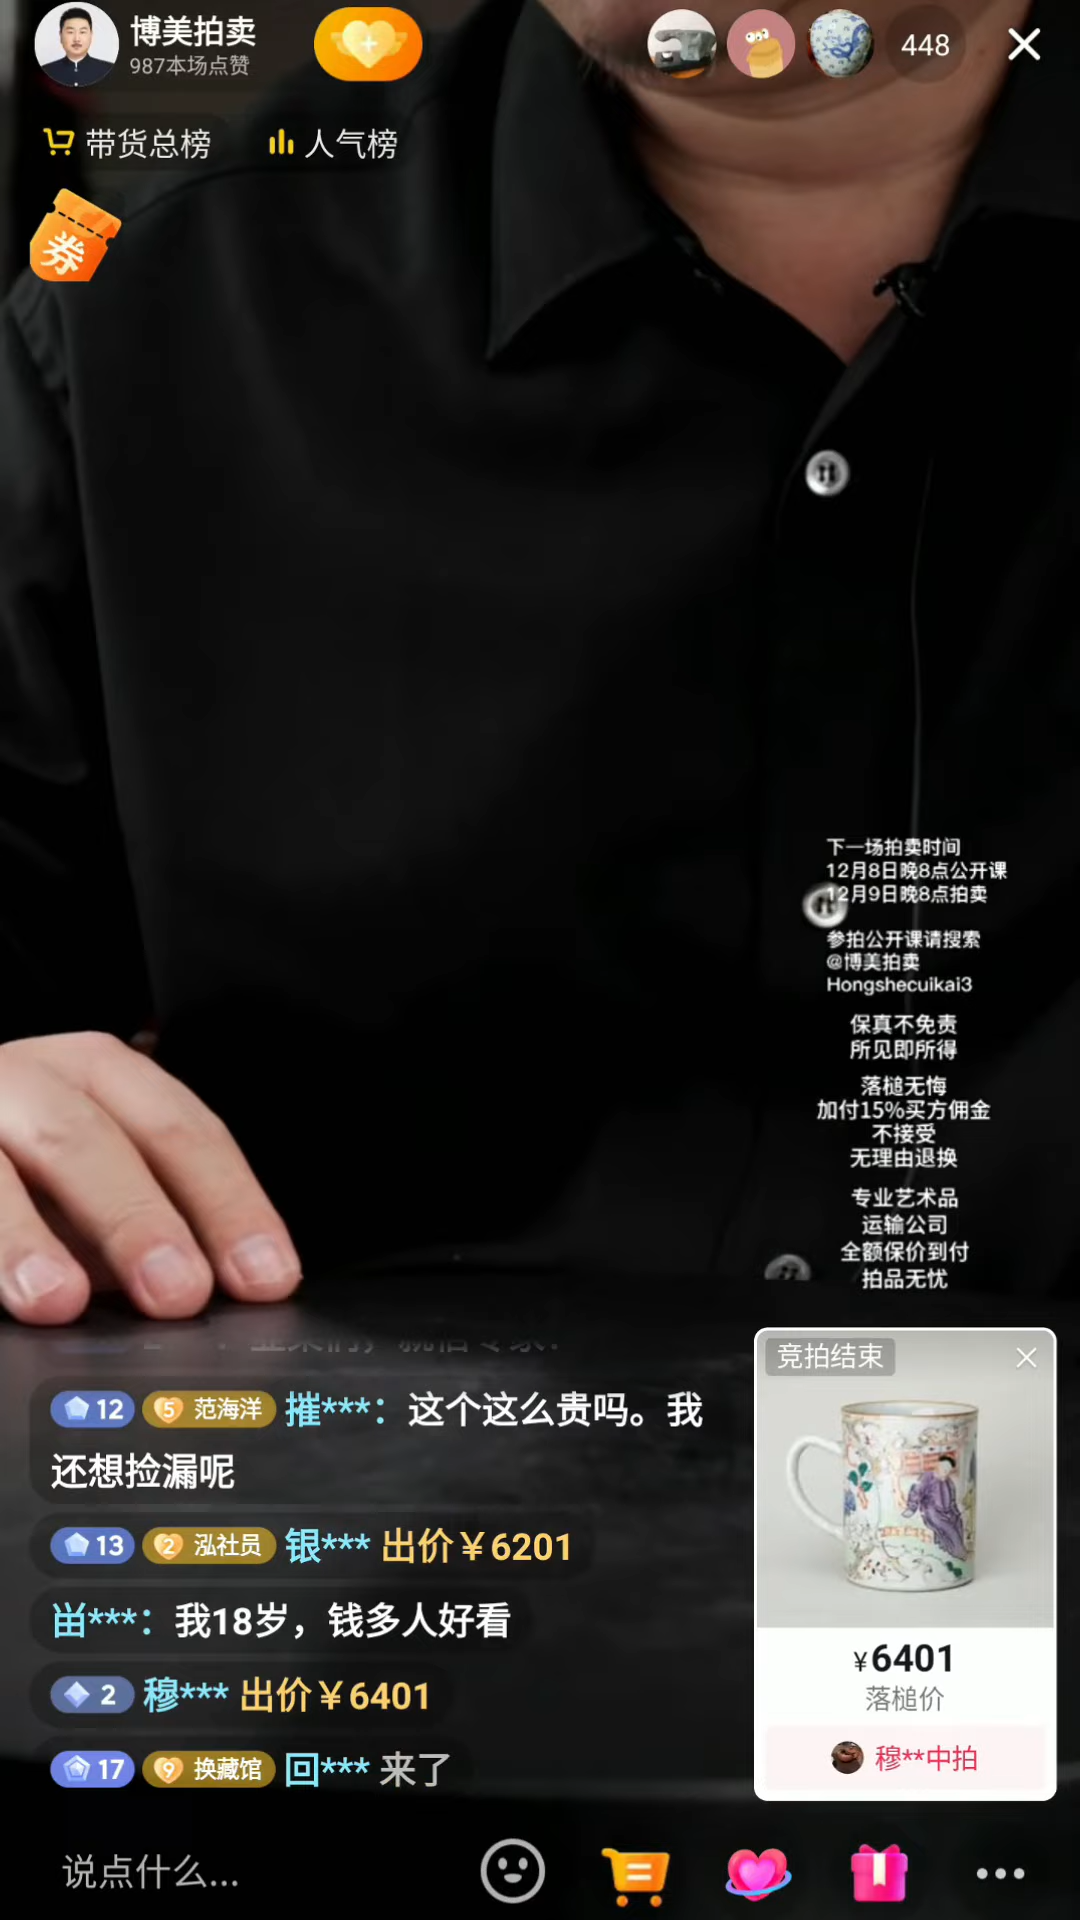 博美拍卖
987本场点赞
448
带货总榜
人气榜
券
下一场拍卖时间
12月8日晚8点公开课
12月9日晚8点拍卖
参拍公开课请搜索
@博美拍卖
Hongshecuikai3
保真不免责
所见即所得
落槌无悔
加付15%买方佣金
不接受
无理由退换
专业艺术品
运输公司
全额保价到付
拍品无忧
12 5 范海洋 摧***：这个这么贵吗。我
还想捡漏呢
13 2 泓社员 银*** 出价￥6201
甾***：我18岁，钱多人好看
2 穆*** 出价￥6401
17 9 换藏馆 回*** 来了
竞拍结束
¥6401
落槌价
穆**中拍
说点什么...